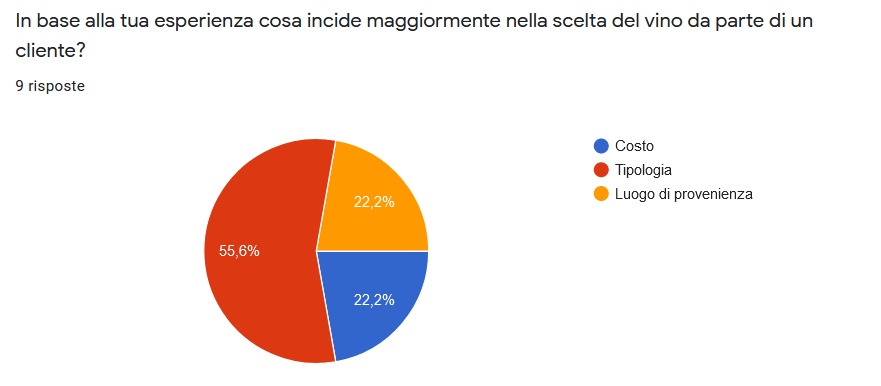 In base alla tua esperienza cosa incide maggiormente nella scelta del vino da parte di un
cliente?
9 risposte
Costo
Tipologia
Luogo di provenienza
22,2%
55,6%
22,2%